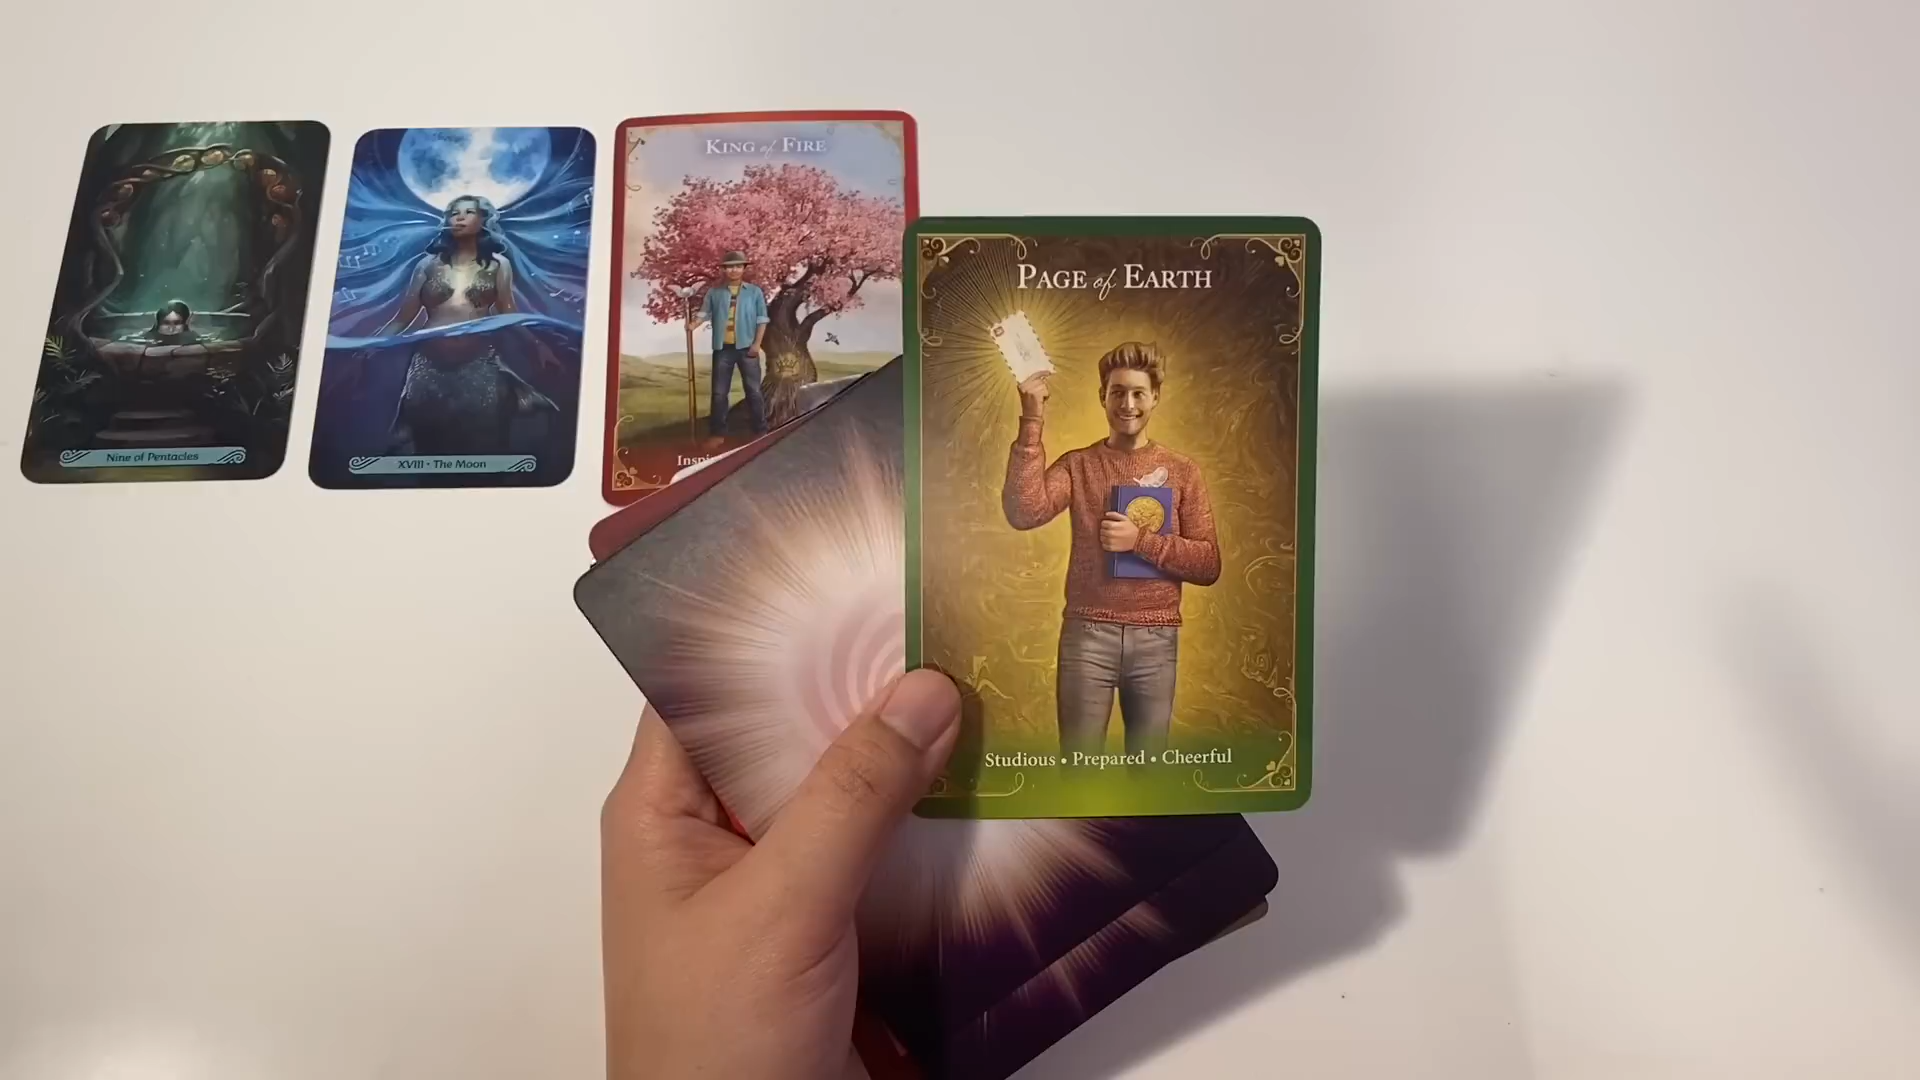 Nine of Pentacles
XVIII • The Moon
KING of FIRE
PAGE of EARTH
Studious • Prepared • Cheerful